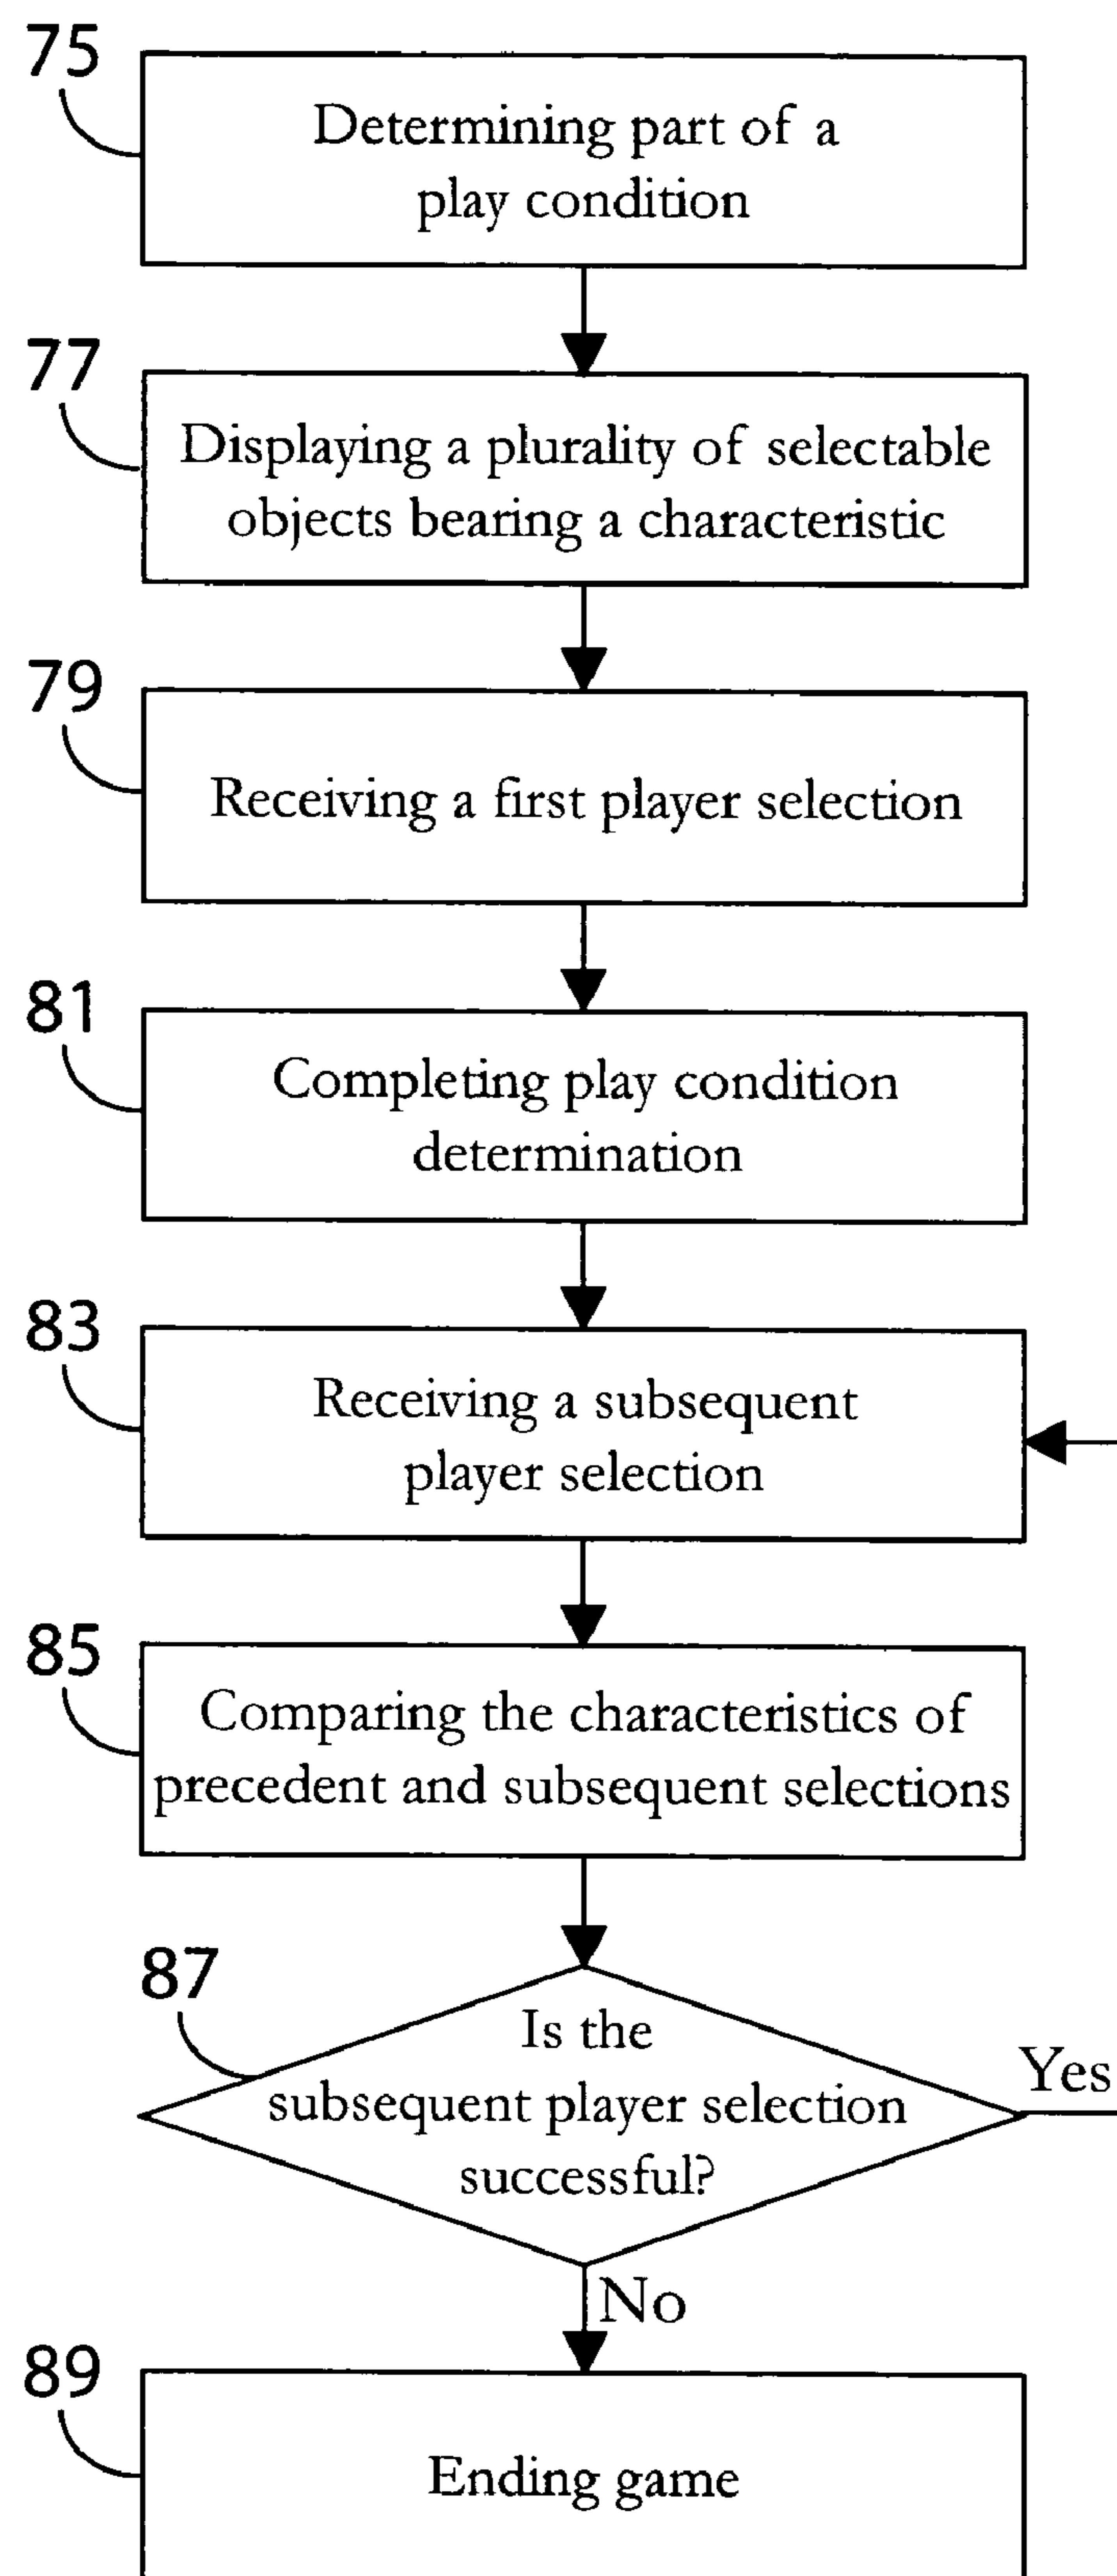 75
Determining part of a
play condition
77
Displaying a plurality of selectable
objects bearing a characteristic
79
Receiving a first player selection
81
Completing play condition
determination
83
Receiving a subsequent
player selection
85
Comparing the characteristics of
precedent and subsequent selections
87
Is the
subsequent player selection
successful?
Yes
No
89
Ending game